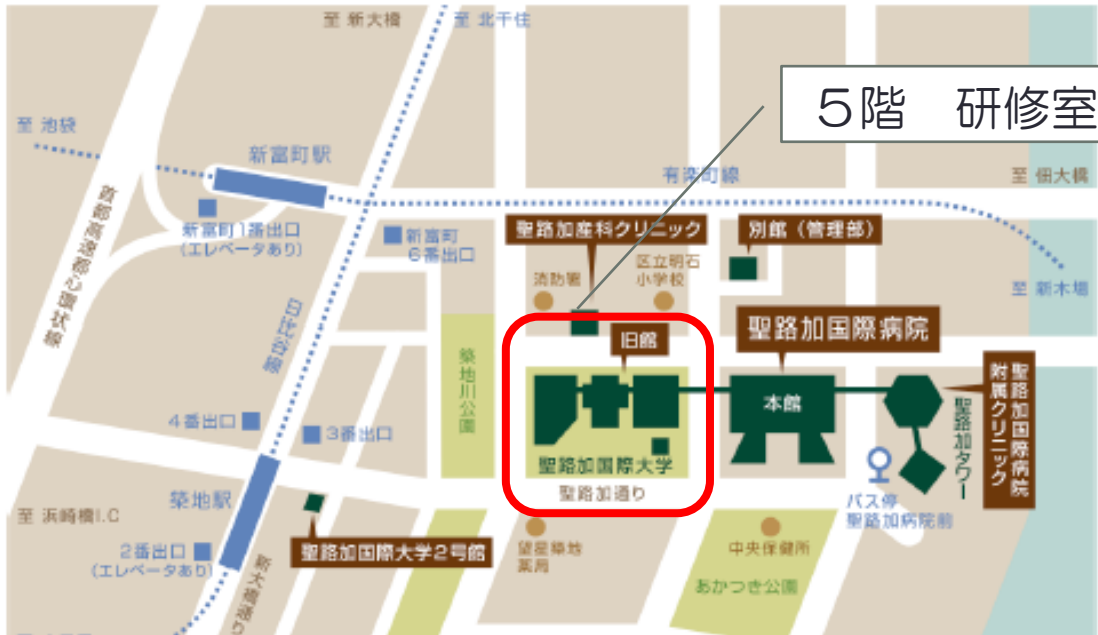 至 新大橋
至 北千住
5階 研修室
至 池袋
新富町駅
有楽町線
至 佃大橋
首都高速都心環状線
新富町1番出口
(エレベータあり)
新富町
6番出口
聖路加産科クリニック
別館(管理部)
消防署
区立明石
小学校
至 新木場
日比谷線
旧館
聖路加国際病院
築地川公園
本館
聖路加国際病院
附属クリニック
聖路加タワー
4番出口
3番出口
聖路加国際大学
聖路加通り
築地駅
バス停
聖路加病院前
至 浜崎橋I.C
聖路加国際大学2号館
望星築地
薬局
中央保健所
2番出口
(エレベータあり)
あかつき公園
新大橋通り